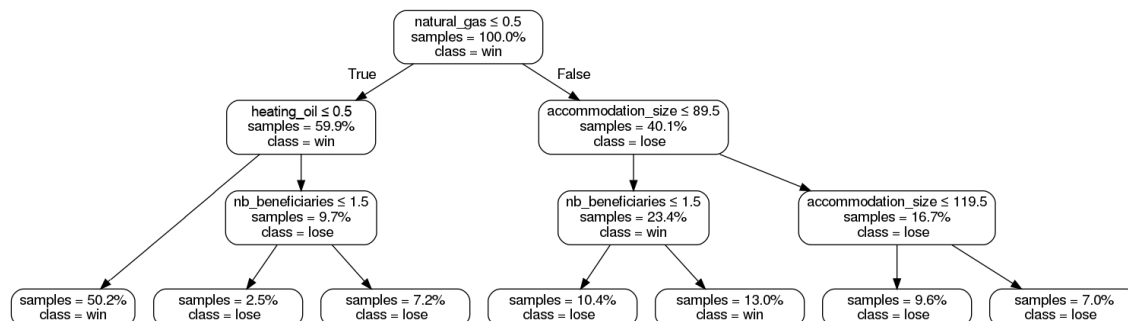 natural_gas ≤ 0.5
samples = 100.0%
class = win
True
False
heating_oil ≤ 0.5
samples = 59.9%
class = win
accommodation_size ≤ 89.5
samples = 40.1%
class = lose
nb_beneficiaries ≤ 1.5
samples = 9.7%
class = lose
nb_beneficiaries ≤ 1.5
samples = 23.4%
class = win
accommodation_size ≤ 119.5
samples = 16.7%
class = lose
samples = 50.2%
class = win
samples = 2.5%
class = lose
samples = 7.2%
class = lose
samples = 10.4%
class = lose
samples = 13.0%
class = win
samples = 9.6%
class = lose
samples = 7.0%
class = lose